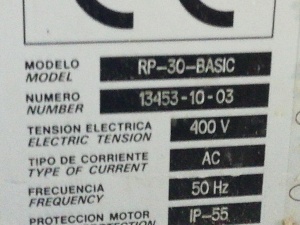 CE
MODELO
MODEL
RP-30-BASIC
NUMERO
NUMBER
13453-10-03
TENSION ELECTRICA
ELECTRIC TENSION
400 V
TIPO DE CORRIENTE
TYPE OF CURRENT
AC
FRECUENCIA
FREQUENCY
50 Hz
PROTECCION MOTOR
IP-55